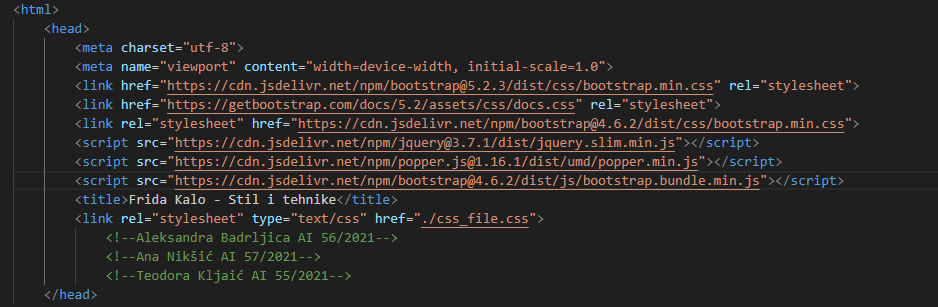 <html>
<head>
<meta charset="utf-8">
<meta name="viewport" content="width=device-width, initial-scale=1.0">
<link href="https://cdn.jsdelivr.net/npm/bootstrap@5.2.3/dist/css/bootstrap.min.css" rel="stylesheet">
<link href="https://getbootstrap.com/docs/5.2/assets/css/docs.css" rel="stylesheet">
<link rel="stylesheet" href="https://cdn.jsdelivr.net/npm/bootstrap@4.6.2/dist/css/bootstrap.min.css">
<script src="https://cdn.jsdelivr.net/npm/jquery@3.7.1/dist/jquery.slim.min.js"></script>
<script src="https://cdn.jsdelivr.net/npm/popper.js@1.16.1/dist/umd/popper.min.js"></script>
<script src="https://cdn.jsdelivr.net/npm/bootstrap@4.6.2/dist/js/bootstrap.bundle.min.js"></script>
<title>Frida Kalo - Stil i tehnike</title>
<link rel="stylesheet" type="text/css" href="./css_file.css">
<!--Aleksandra Badrljica AI 56/2021-->
<!--Ana Nikšić AI 57/2021-->
<!--Teodora Kljaić AI 55/2021-->
</head>